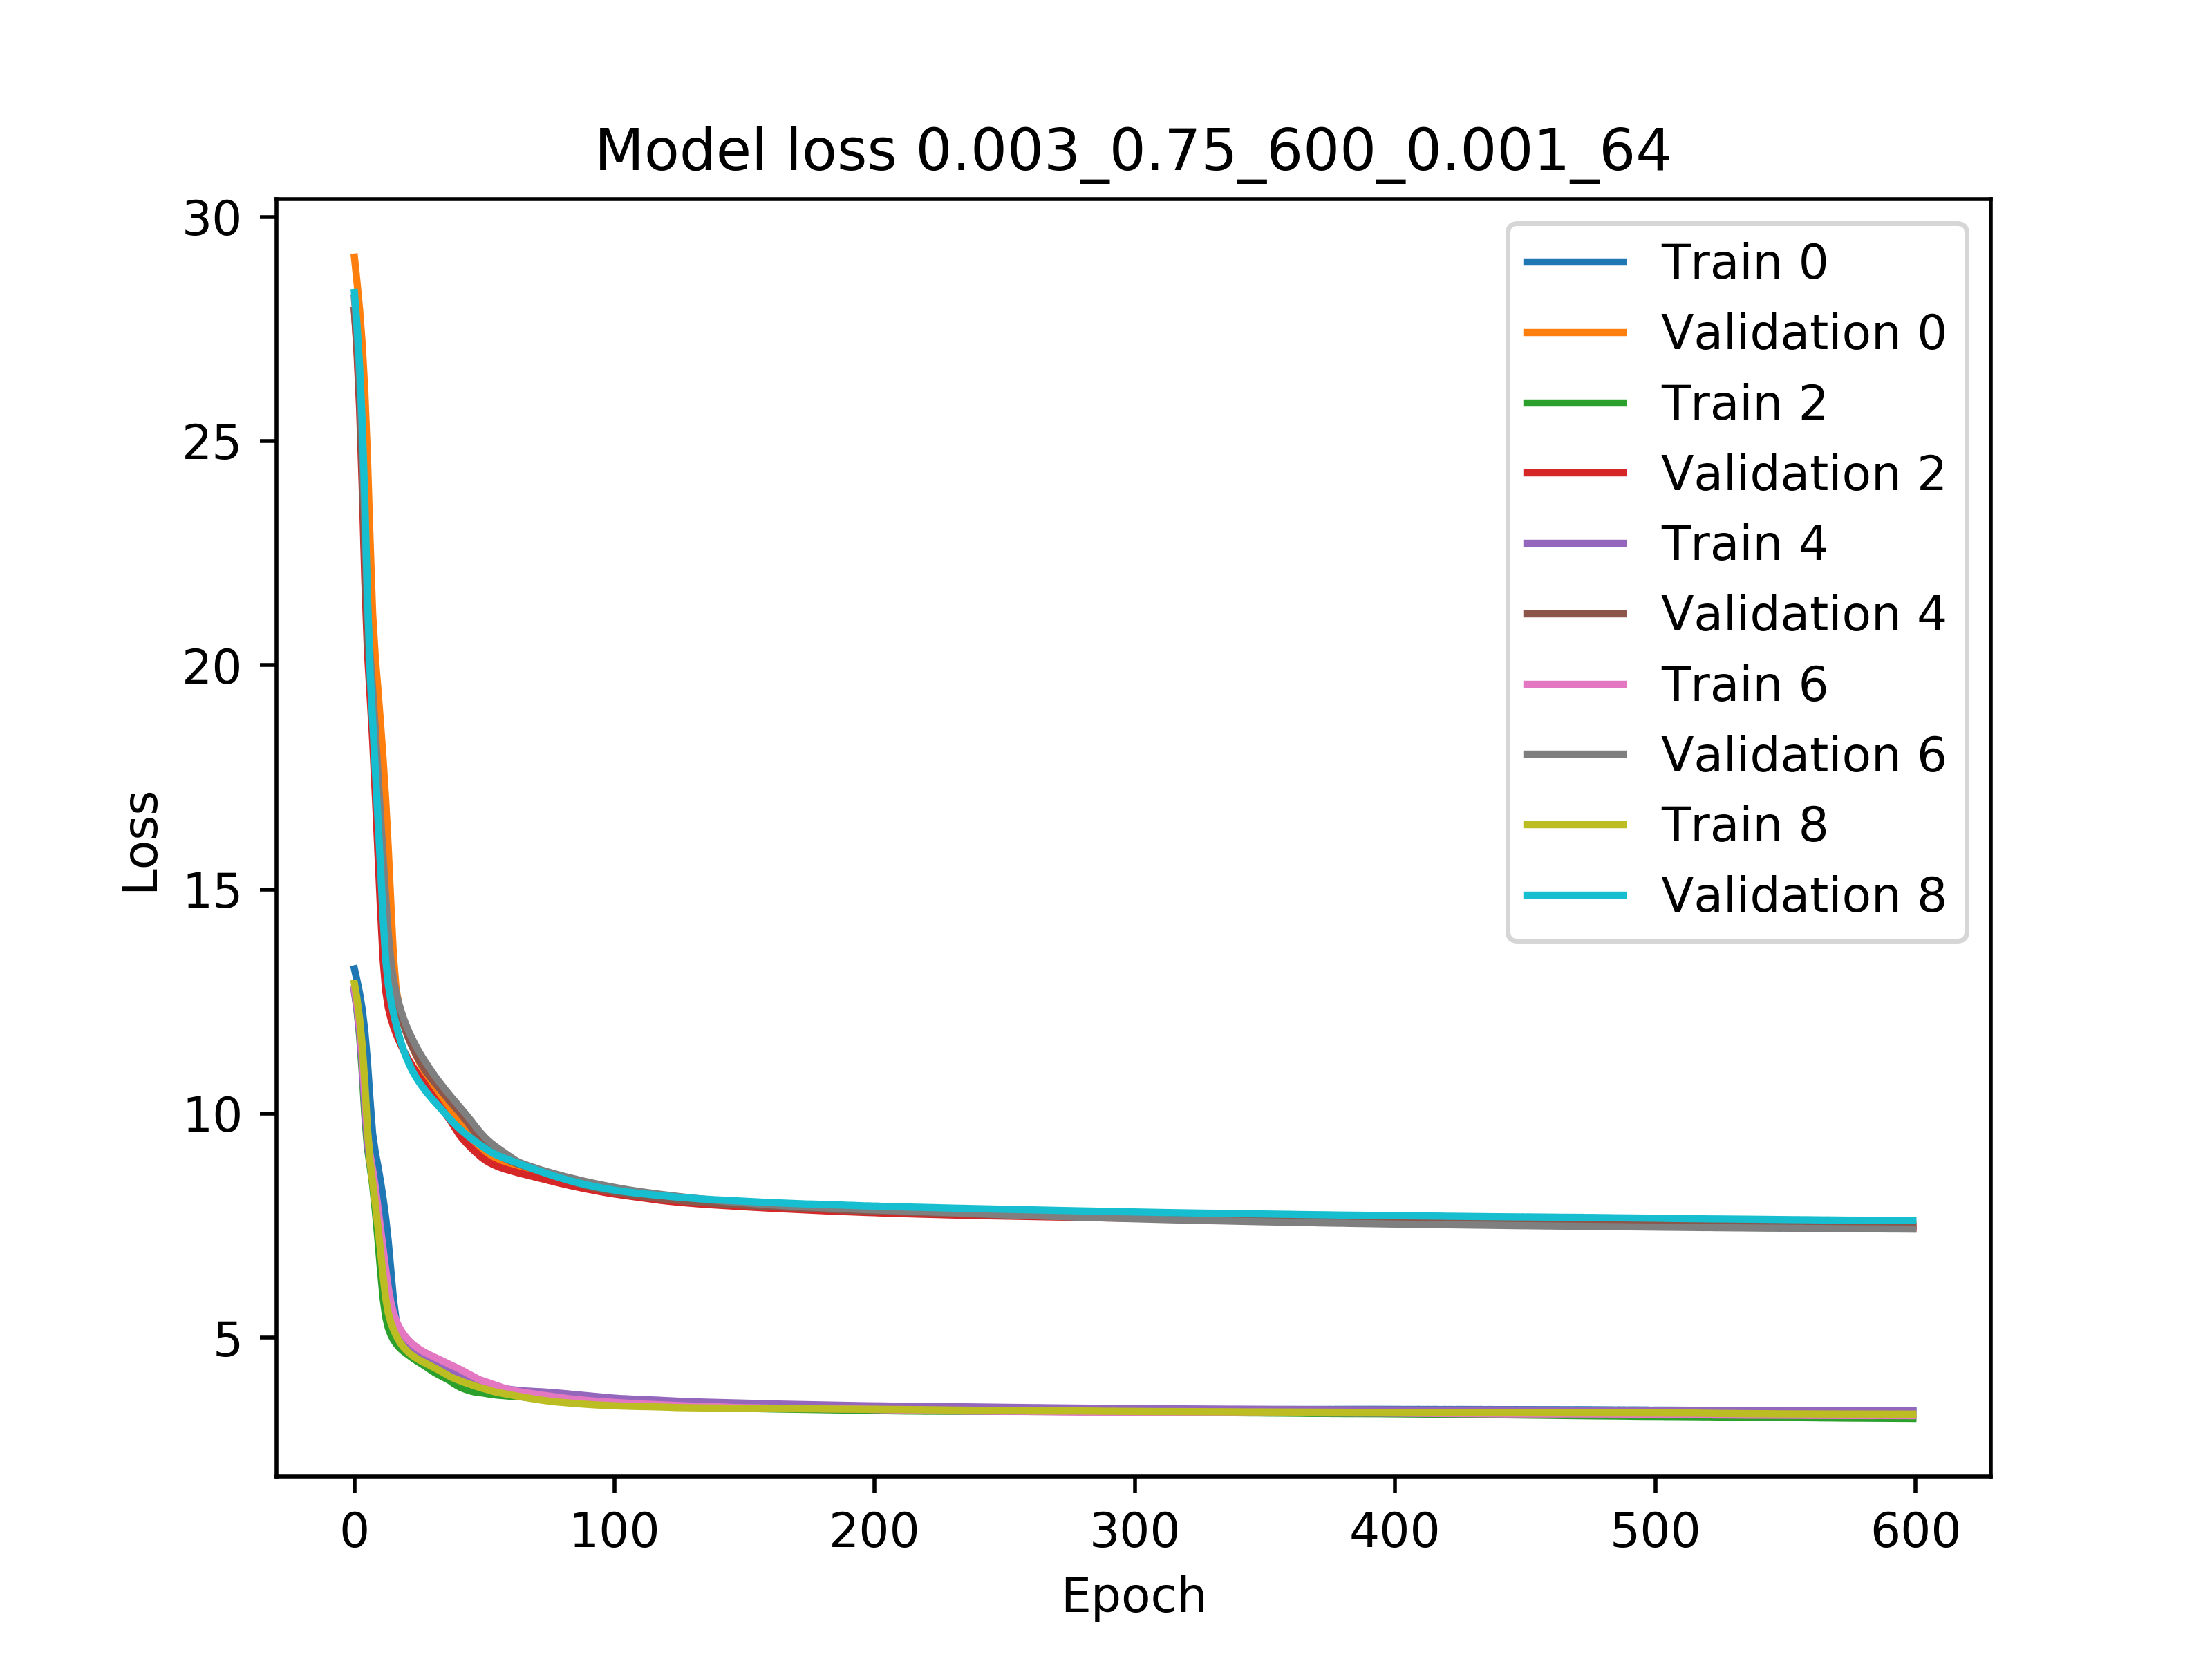 Model loss 0.003_0.75_600_0.001_64
30
25
20
15
10
5
Loss
Train 0
Validation 0
Train 2
Validation 2
Train 4
Validation 4
Train 6
Validation 6
Train 8
Validation 8
0 100 200 300 400 500 600
Epoch